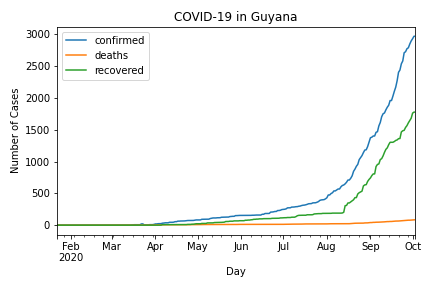 COVID-19 in Guyana
confirmed
deaths
recovered
Number of Cases
3000
2500
2000
1500
1000
500
0
Feb Mar Apr May Jun Jul Aug Sep Oct
2020
Day